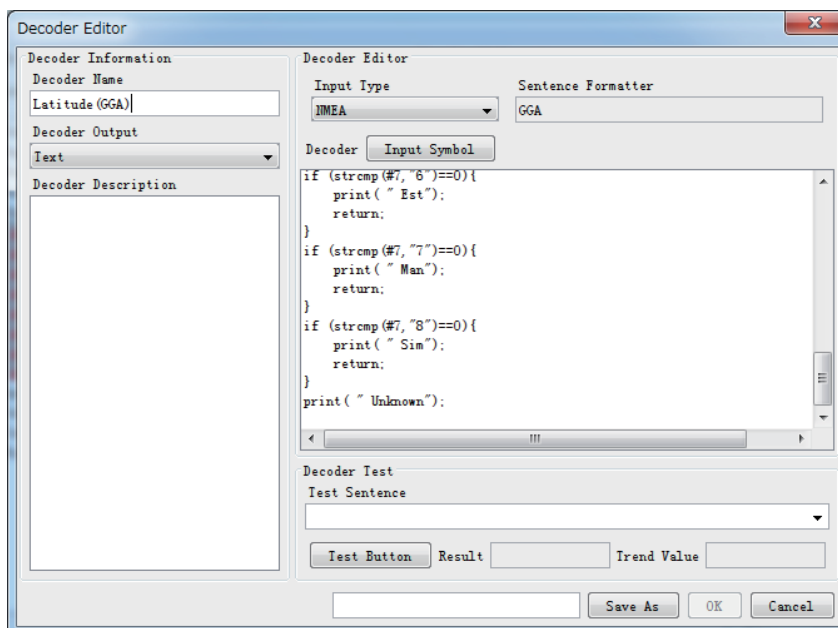 Decoder Editor
Decoder Information
Decoder Name
Latitude(GGA)
Decoder Output
Text
Decoder Description
Decoder Editor
Input Type
Sentence Formatter
NMEA
GGA
Decoder
Input Symbol
if (strcmp(#7,"6")==0){
print( " Est");
return;
}
if (strcmp(#7,"7")==0){
print( " Man");
return;
}
if (strcmp(#7,"8")==0){
print( " Sim");
return;
}
print( " Unknown");
Decoder Test
Test Sentence
Test Button
Result
Trend Value
Save As
OK
Cancel